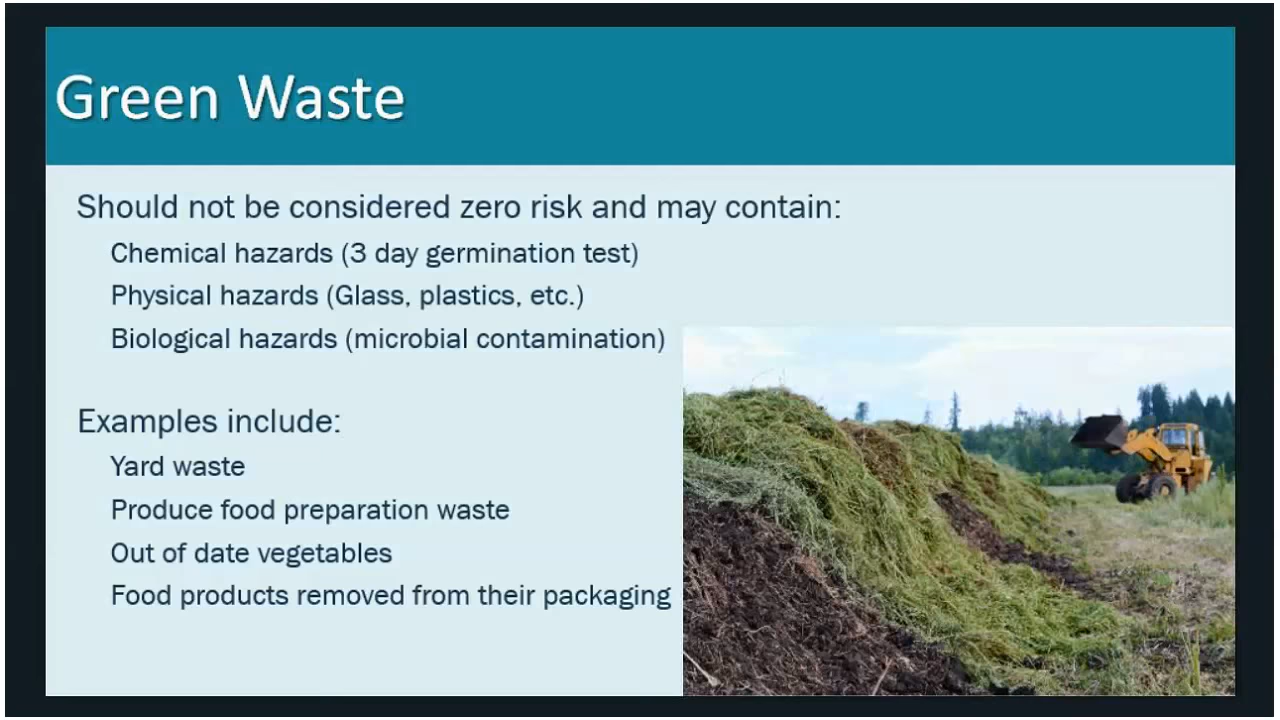 Green Waste
Should not be considered zero risk and may contain:
Chemical hazards (3 day germination test)
Physical hazards (Glass, plastics, etc.)
Biological hazards (microbial contamination)
Examples include:
Yard waste
Produce food preparation waste
Out of date vegetables
Food products removed from their packaging